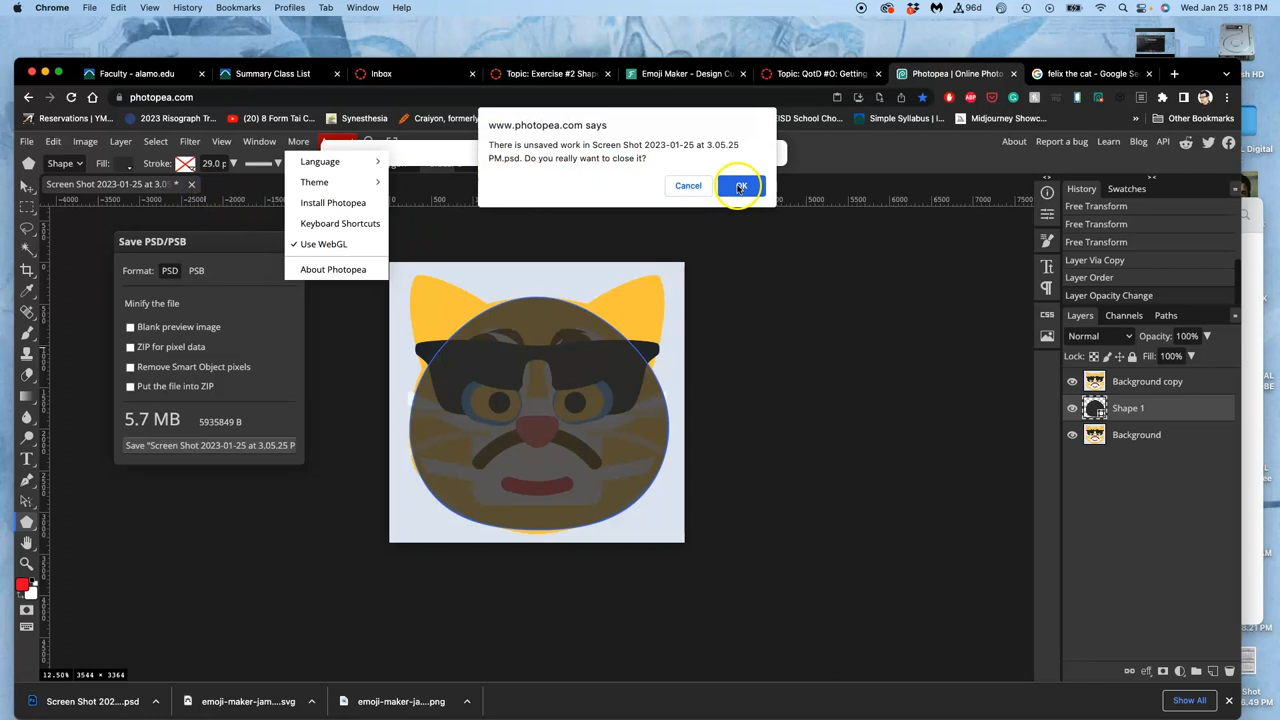 Chrome File Edit View History Bookmarks Profiles Tab Window Help
96d
Wed Jan 25 3:18 PM
Faculty - alamo.edu
Summary Class List
Inbox
Topic: Exercise #2 Shap
Emoji Maker - Design Cu
Topic: QotD #O: Getting
Photopea | Online Photo
felix the cat - Google Se
photopea.com
[Reservations] (YM
2023 Risograph Tr
(20) 8 Form Tai C
Synesthesia
Crayon, formerly
ISD School Calen
Simple Syllabus | In
Midjourney Showc
Other Bookmarks
File Edit Image Layer Select Filter View Window More
About Report a bug Learn Blog API
Shape Fill: Stroke: 29.0 p
www.photopea.com says
There is unsaved work in Screen Shot 2023-01-25 at 3.05.25
PM.psd. Do you really want to close it?
Cancel
OK
Screen Shot 2023-01-25 at 3.05 *
Language
Theme
Install Photopea
Keyboard Shortcuts
Use WebGL
About Photopea
Save PSD/PSB
Format: PSD PSB
Minify the file
Blank preview image
ZIP for pixel data
Remove Smart Object pixels
Put the file into ZIP
5.7 MB 5935849 B
Save "Screen Shot 2023-01-25 at 3.05.25 P
History Swatches
Free Transform
Free Transform
Free Transform
Layer Via Copy
Layer Order
Layer Opacity Change
Layers Channels Paths
Normal Opacity: 100%
Lock: Fill: 100%
Background copy
Shape 1
Background
CSS
eff
12.50% 3544 × 3364
Screen Shot 202....psd
emoji-maker-jam....svg
emoji-maker-ja....png
Show All